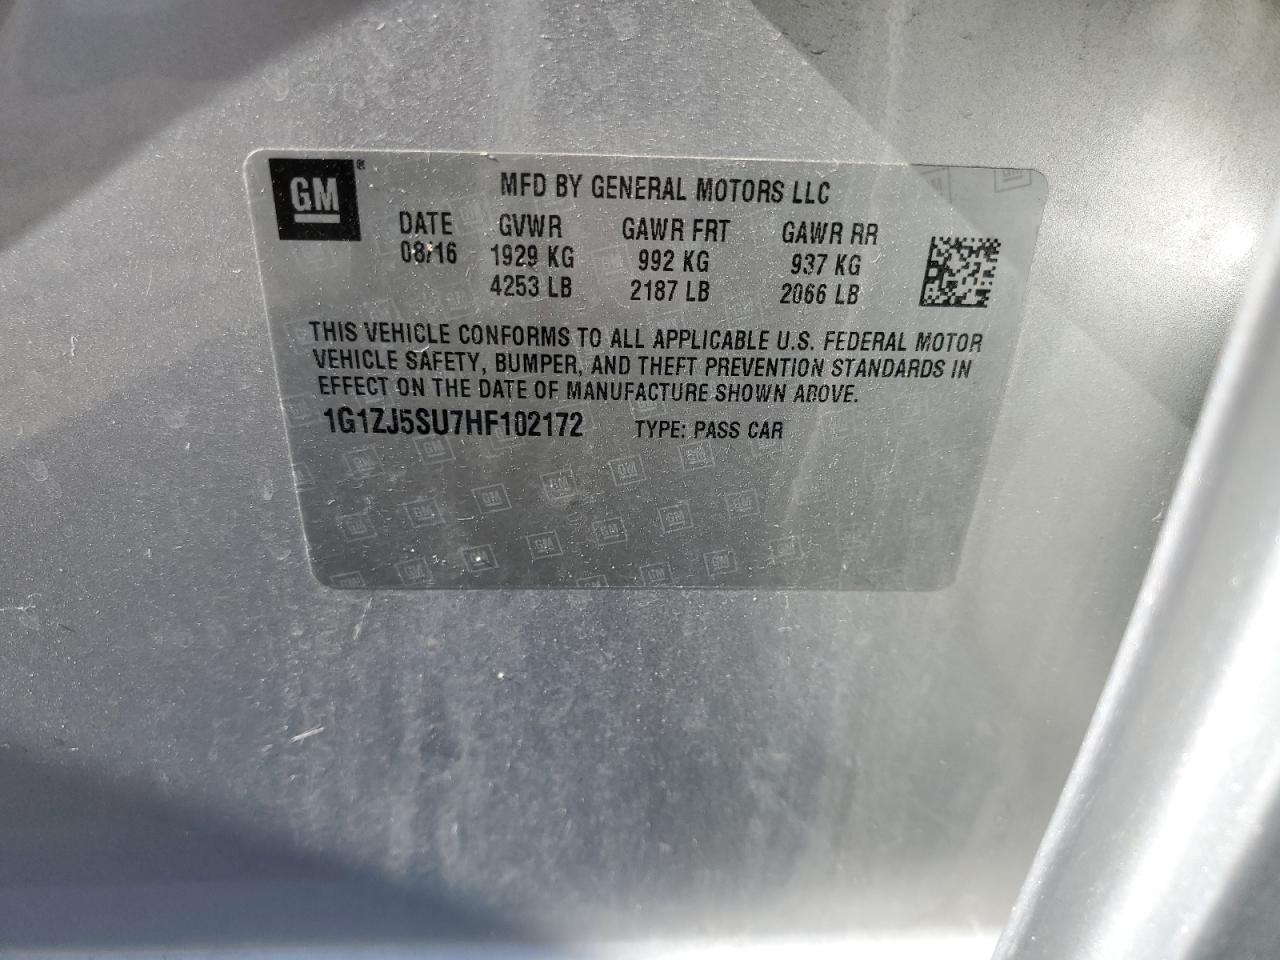 GM ®
MFD BY GENERAL MOTORS LLC
DATE GVWR GAWR FRT GAWR RR
08/16 1929 KG 992 KG 937 KG
4253 LB 2187 LB 2066 LB
THIS VEHICLE CONFORMS TO ALL APPLICABLE U.S. FEDERAL MOTOR
VEHICLE SAFETY, BUMPER, AND THEFT PREVENTION STANDARDS IN
EFFECT ON THE DATE OF MANUFACTURE SHOWN ABOVE.
1G1ZJ5SU7HF102172 TYPE: PASS CAR